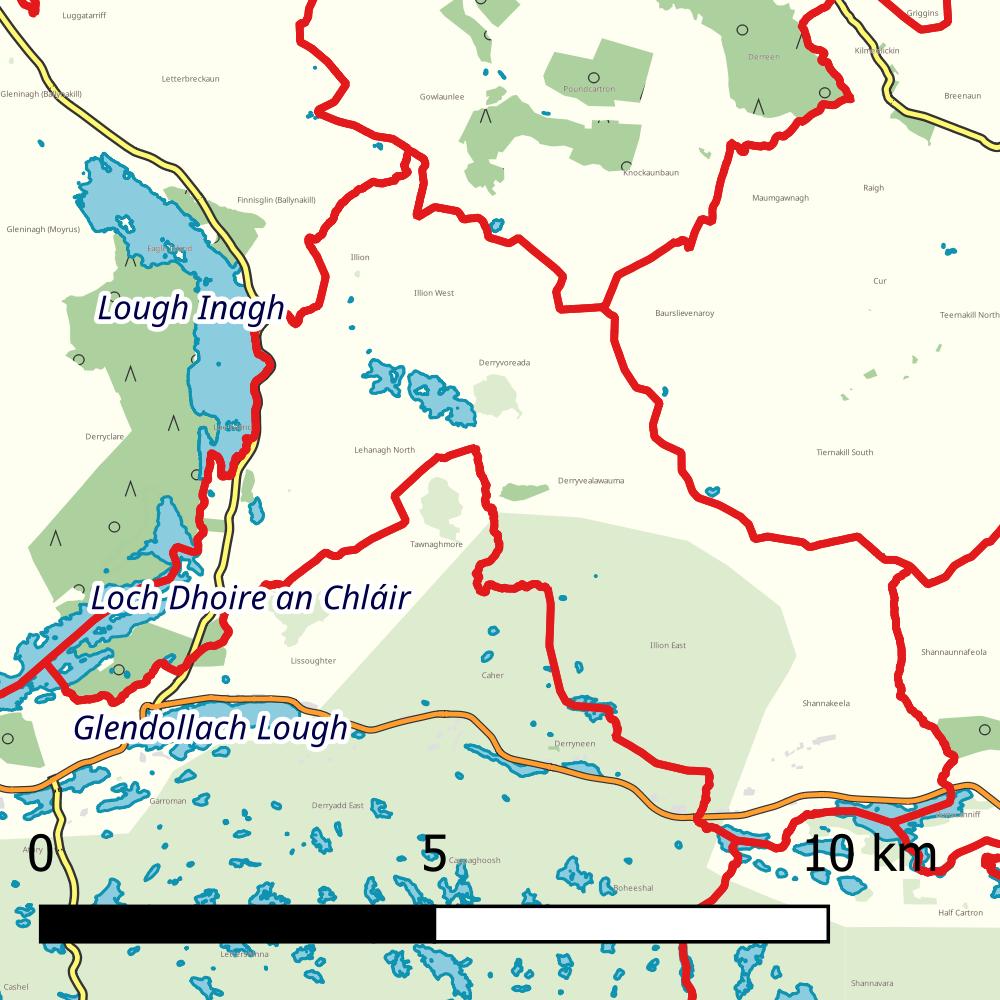 Luggatarriff
Griggins
Kilmeelickin
Derreen
Letterbreckaun
Poundcartron
Gleninagh (Ballynakill)
Gowlaunlee
Breenaun
Knockaunbaun
Raigh
Maumgawnagh
Finnisglin (Ballynakill)
Gleninagh (Moyrus)
Illion
Cur
Illion West
Lough Inagh
Baurslievenaroy
Teernakill North
Derryvoreada
Derryclare
Lehanagh North
Tiernakill South
Derryvealawauma
Tawnaghmore
Loch Dhoire an Chláir
Illion East
Shannaunnafeola
Lissoughter
Caher
Shannakeela
Glendollach Lough
Derryneen
Garroman
Derryadd East
0
5
10 km
Boheeshal
Half Cartron
Shannavara
Cashel